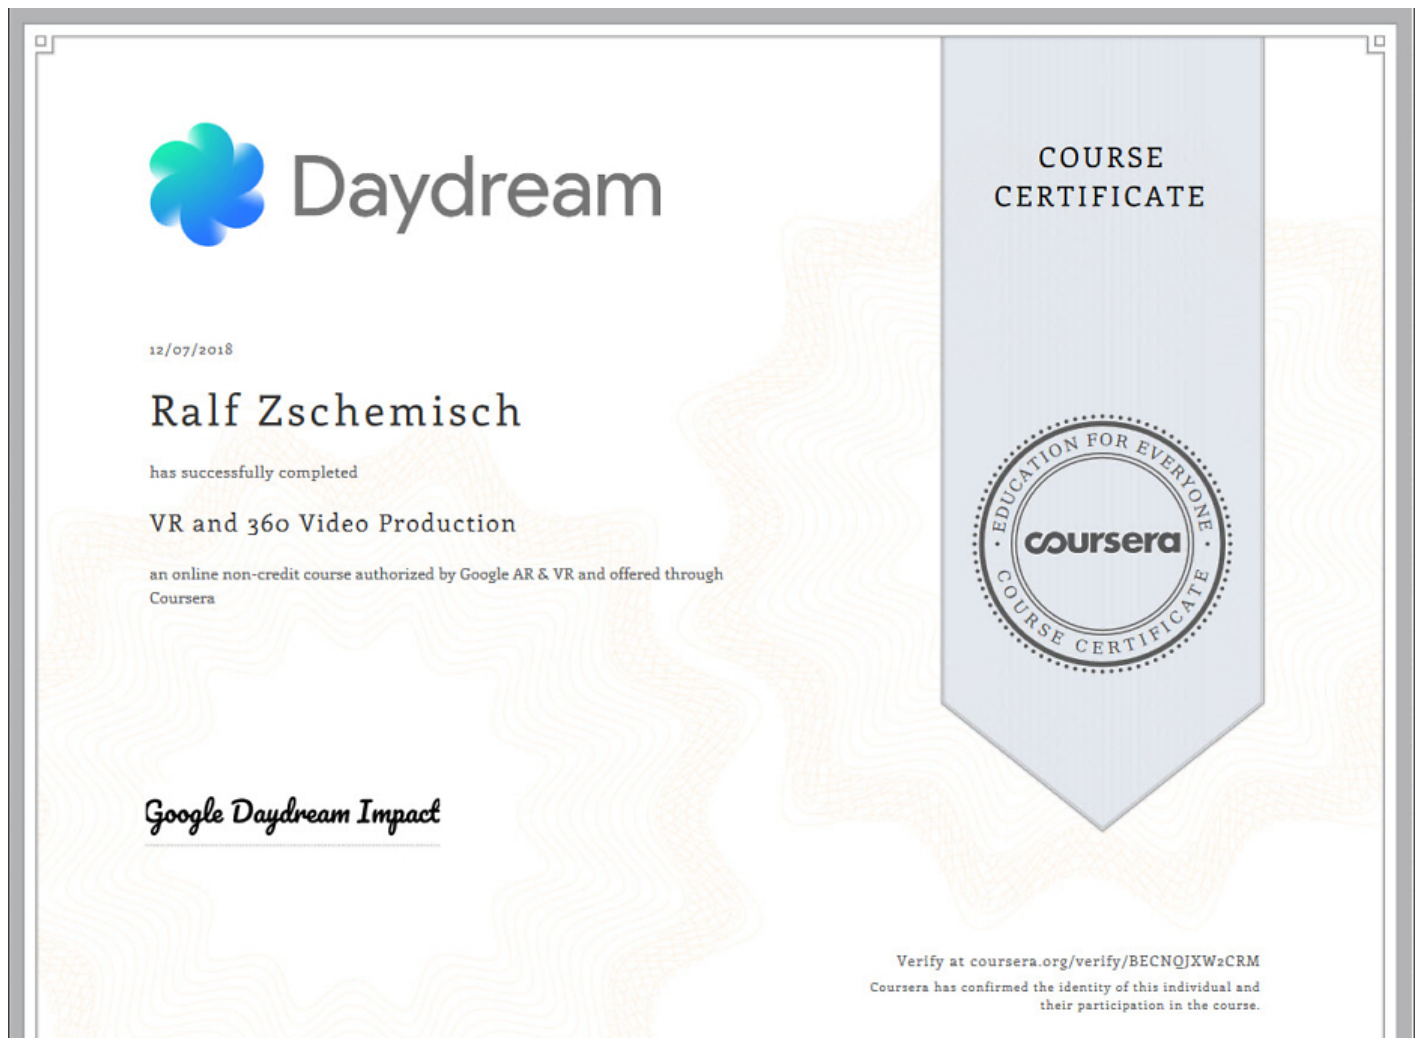 Daydream
COURSE
CERTIFICATE
12/07/2018
Ralf Zschemisch
has successfully completed
VR and 360 Video Production
an online non-credit course authorized by Google AR & VR and offered through
Coursera
EDUCATION FOR EVERYONE
coursera
COURSE CERTIFICATE
Google Daydream Impact
Verify at coursera.org/verify/BECNQJXW2CRM
Coursera has confirmed the identity of this individual and
their participation in the course.